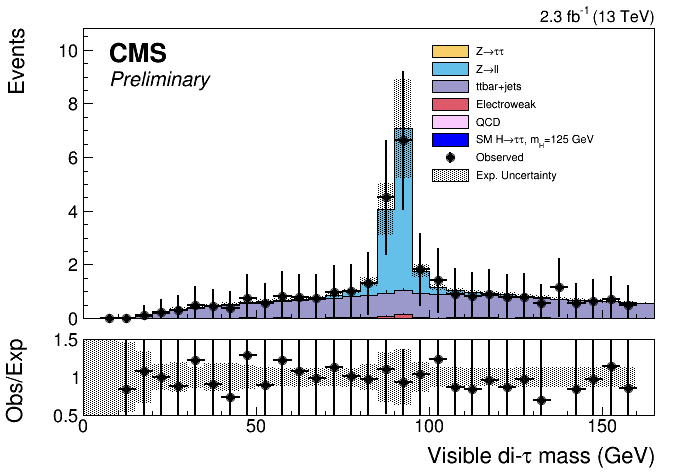 2.3 fb⁻¹ (13 TeV)
Events
CMS
Preliminary
Z→ττ
Z→ll
ttbar+jets
Electroweak
QCD
SM H→ττ, m_H=125 GeV
Observed
Exp. Uncertainty
10
8
6
4
2
0
Obs/Exp
1.5
1
0.5
0 50 100 150
Visible di-τ mass (GeV)